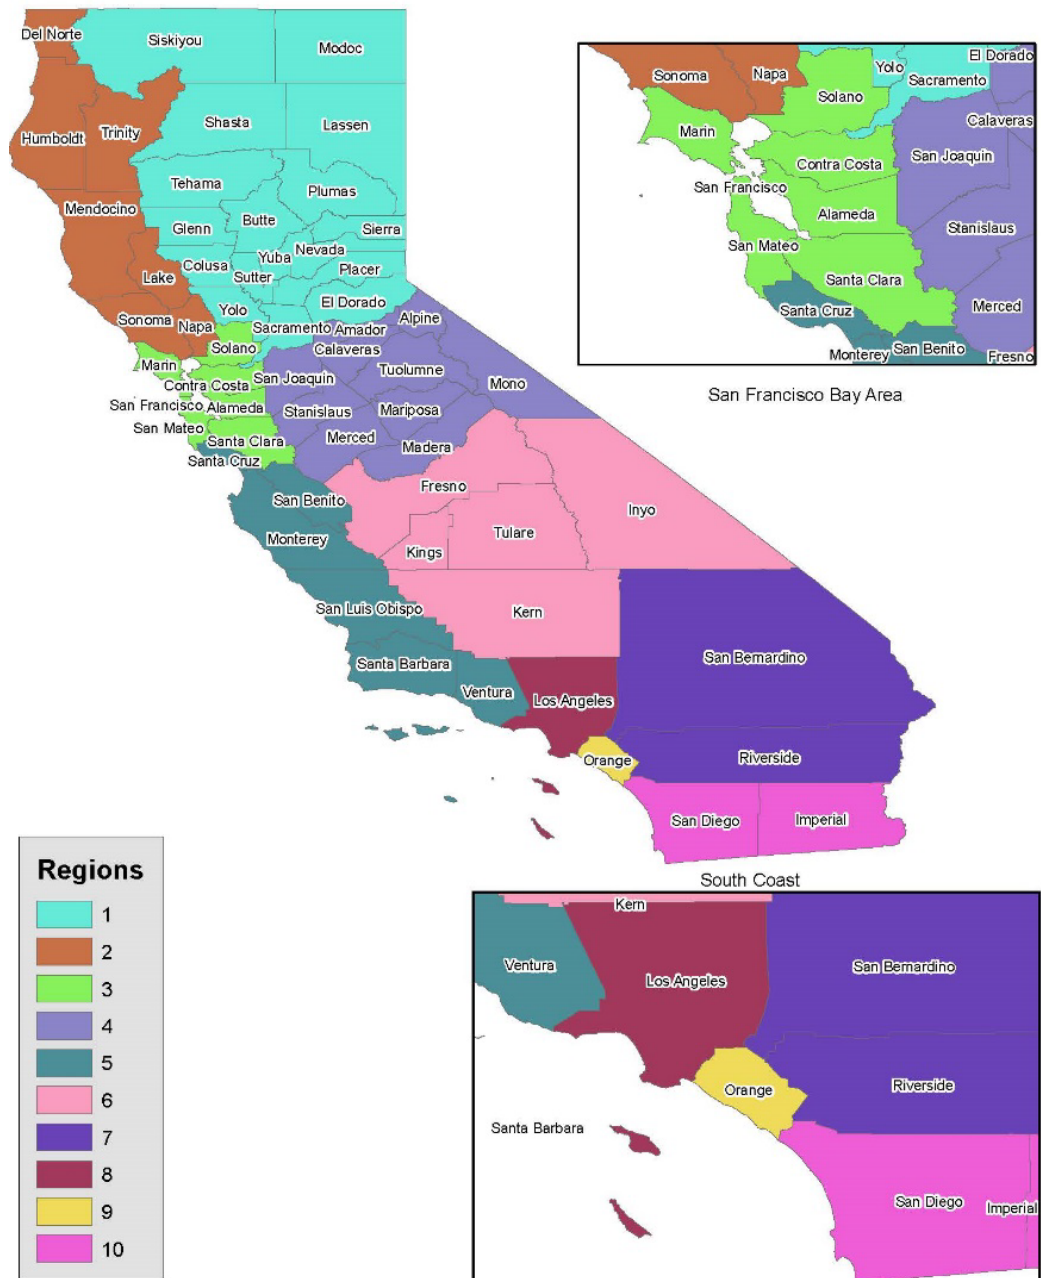 Del Norte
Siskiyou
Modoc
Humboldt
Trinity
Shasta
Lassen
Tehama
Plumas
Mendocino
Glenn
Butte
Sierra
Colusa
Yuba
Nevada
Lake
Sutter
Placer
Yolo
El Dorado
Sonoma
Napa
Sacramento
Amador
Alpine
Solano
Calaveras
Marin
Contra Costa
San Joaquin
Tuolumne
Mono
San Francisco
Alameda
Stanislaus
Mariposa
San Mateo
Santa Clara
Merced
Madera
Santa Cruz
Fresno
San Benito
Inyo
Monterey
Tulare
Kings
San Luis Obispo
Kern
Santa Barbara
San Bernardino
Ventura
Los Angeles
Orange
Riverside
San Diego
Imperial
El Dorado
Yolo
Sonoma
Napa
Sacramento
Solano
Calaveras
Marin
San Joaquin
Contra Costa
San Francisco
Alameda
Stanislaus
San Mateo
Santa Clara
Merced
Santa Cruz
San Benito
Monterey
Fresno
San Francisco Bay Area
Regions
1
2
3
4
5
6
7
8
9
10
South Coast
Kern
Ventura
Los Angeles
San Bernardino
Orange
Riverside
Santa Barbara
San Diego
Imperial